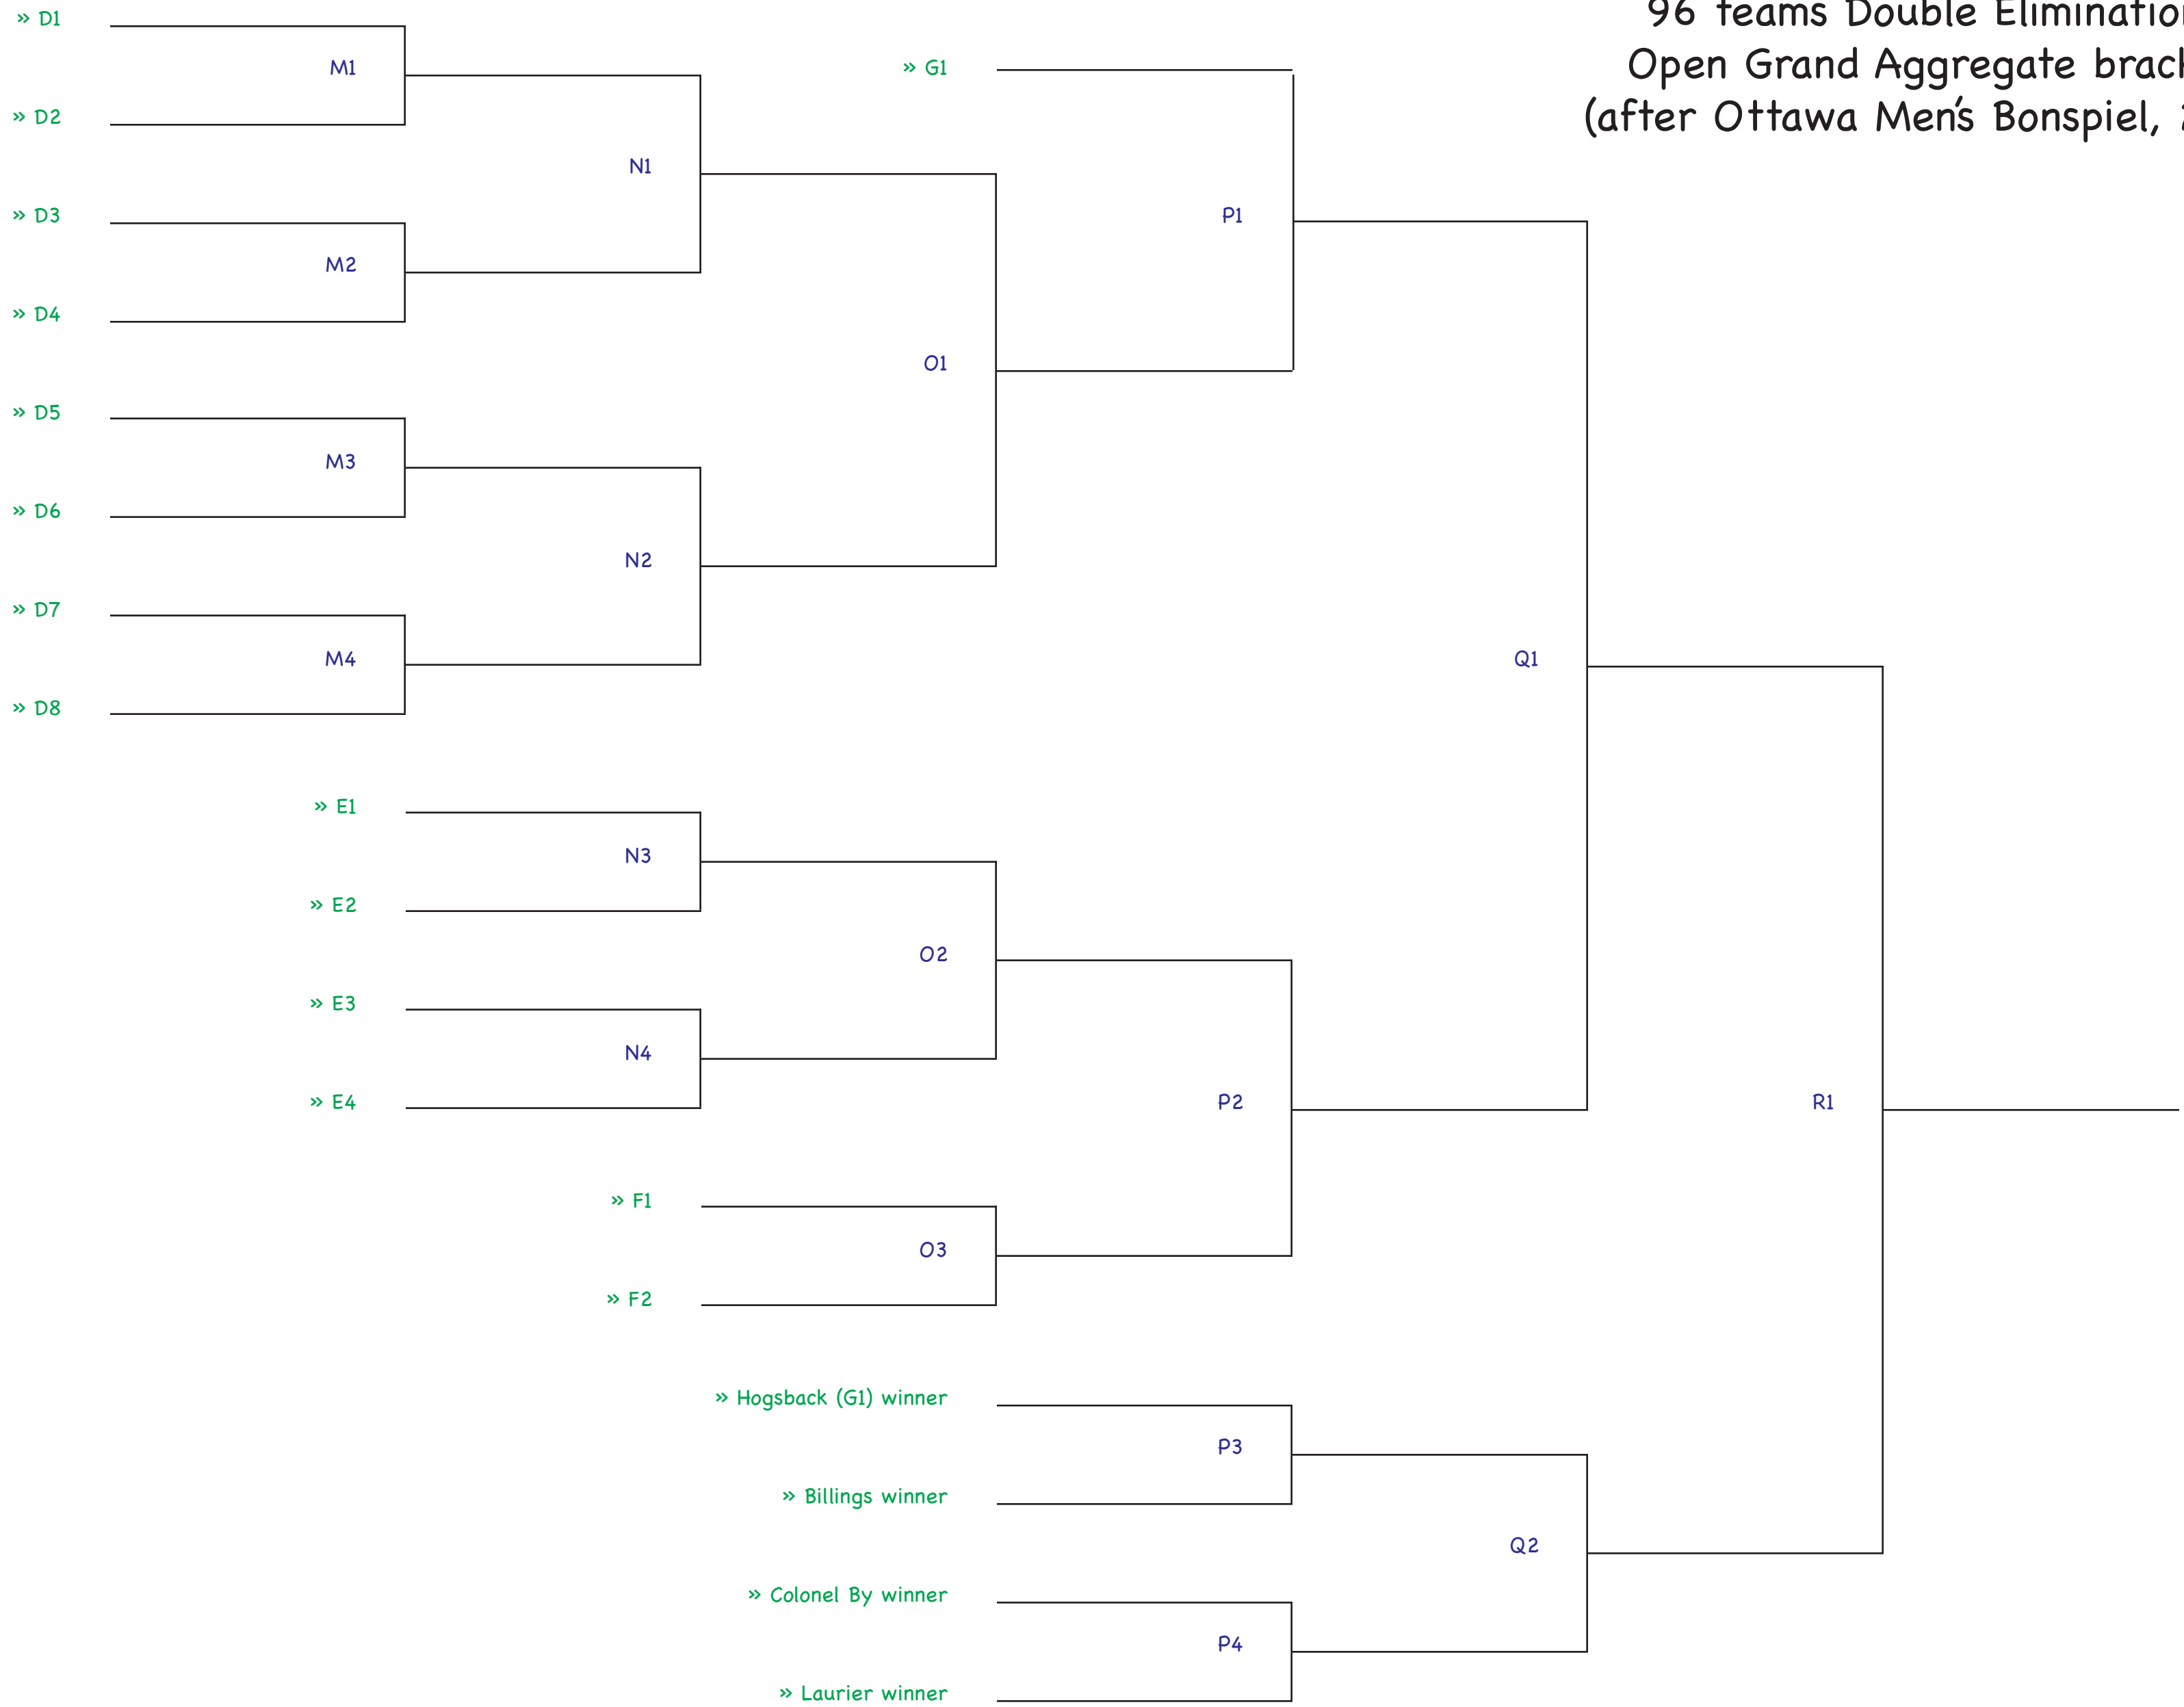 96 teams Double
Open Grand Aggregate
(after Ottawa Men's Bonspiel,
» D1
M1
» G1
» D2
N1
» D3
P1
M2
» D4
O1
» D5
M3
» D6
N2
» D7
M4
Q1
» D8
» E1
N3
» E2
O2
» E3
N4
» E4
P2
R1
» F1
O3
» F2
» Hogsback (G1) winner
P3
» Billings winner
Q2
» Colonel By winner
P4
» Laurier winner